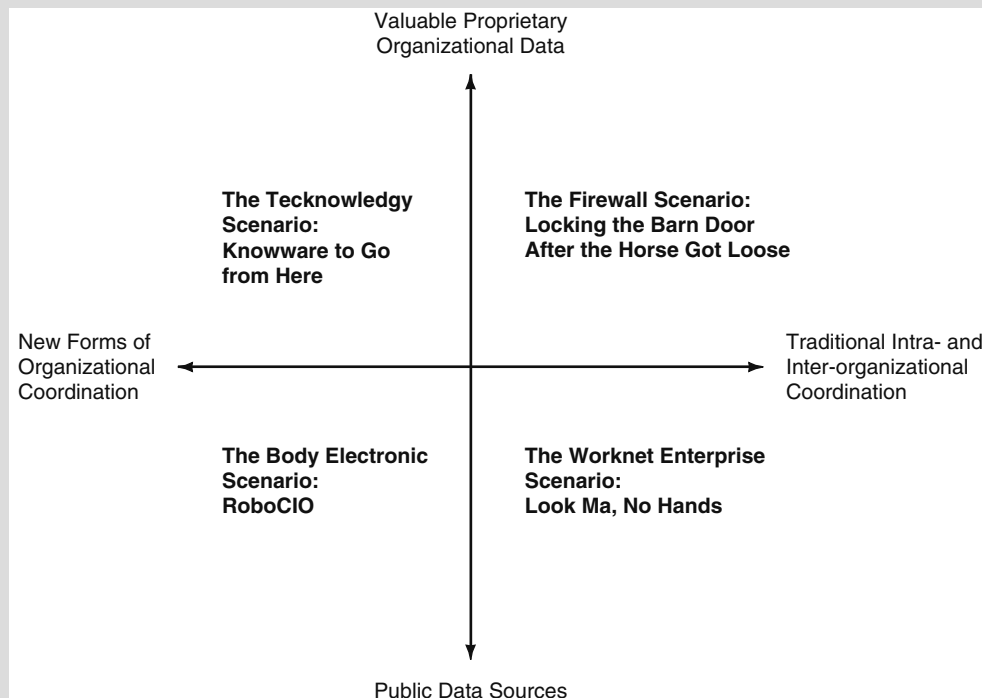 Valuable Proprietary
Organizational Data
The Tecknowledgy
Scenario:
Knowware to Go
from Here
The Firewall Scenario:
Locking the Barn Door
After the Horse Got Loose
New Forms of
Organizational
Coordination
Traditional Intra- and
Inter-organizational
Coordination
The Body Electronic
Scenario:
RoboCIO
The Worknet Enterprise
Scenario:
Look Ma, No Hands
Public Data Sources